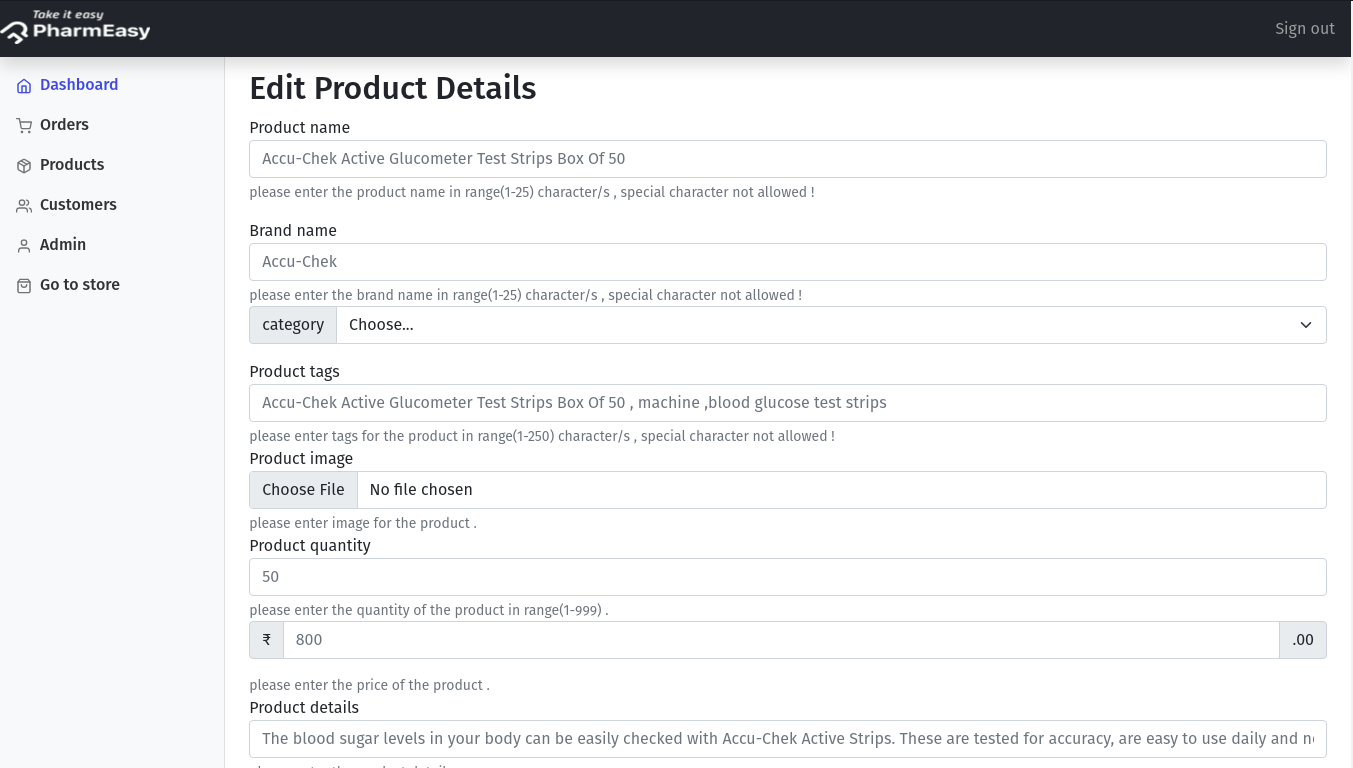 Take it easy
PharmEasy
Sign out
Dashboard
Orders
Products
Customers
Admin
Go to store
Edit Product Details
Product name
Accu-Chek Active Glucometer Test Strips Box Of 50
please enter the product name in range(1-25) character/s , special character not allowed !
Brand name
Accu-Chek
please enter the brand name in range(1-25) character/s , special character not allowed !
category Choose...
Product tags
Accu-Chek Active Glucometer Test Strips Box Of 50 , machine ,blood glucose test strips
please enter tags for the product in range(1-250) character/s , special character not allowed !
Product image
Choose File No file chosen
please enter image for the product .
Product quantity
50
please enter the quantity of the product in range(1-999) .
₹ 800 .00
please enter the price of the product .
Product details
The blood sugar levels in your body can be easily checked with Accu-Chek Active Strips. These are tested for accuracy, are easy to use daily and